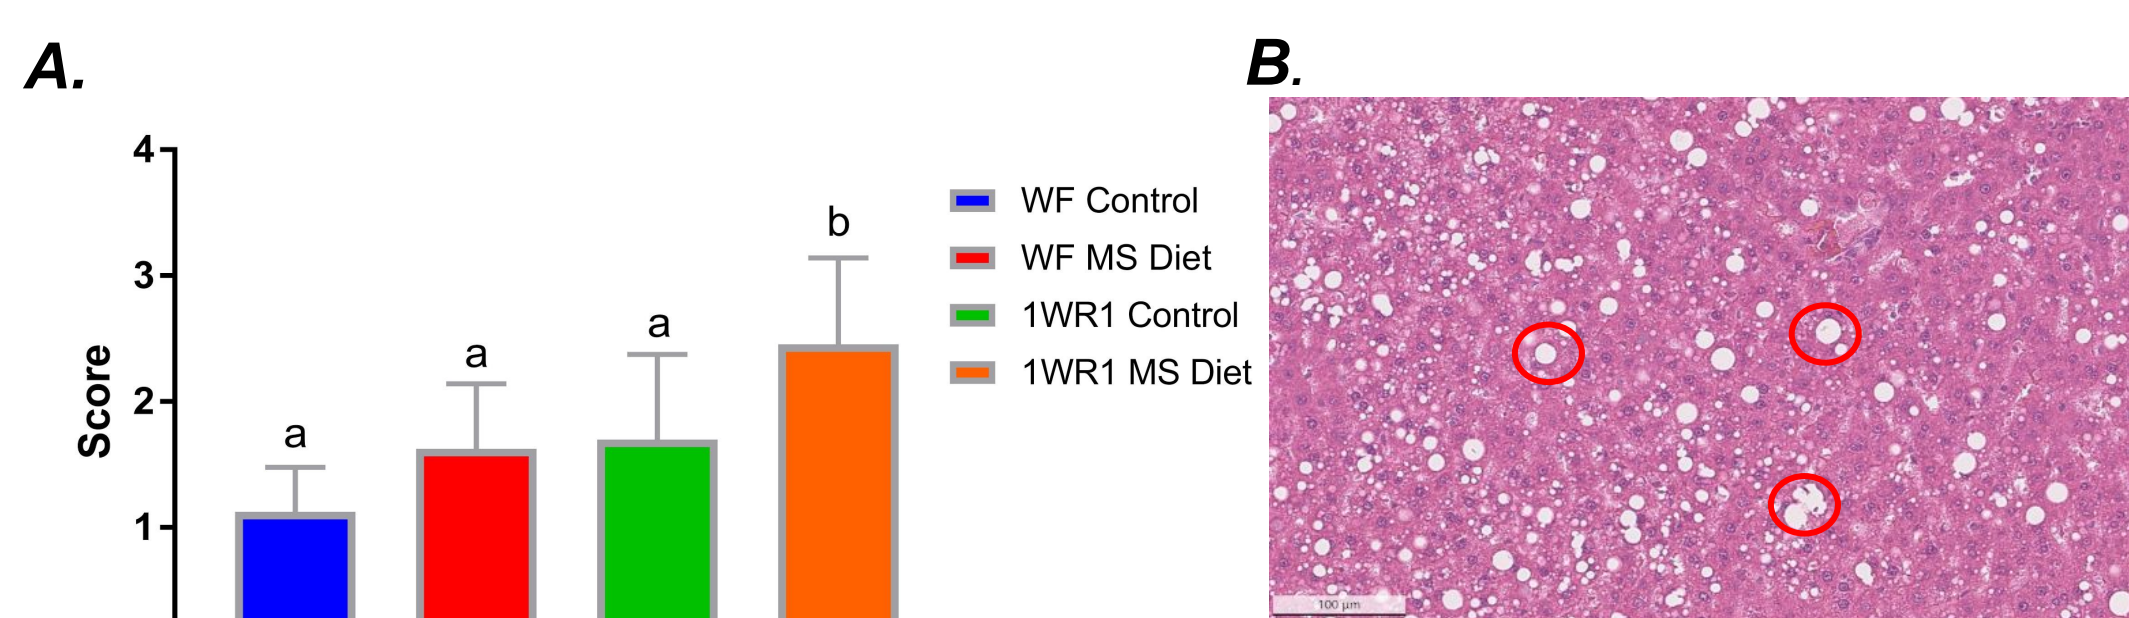 A.
4
3
2
1
Score
a
a
a
b
WF Control
WF MS Diet
1WR1 Control
1WR1 MS Diet
B.
100 µm